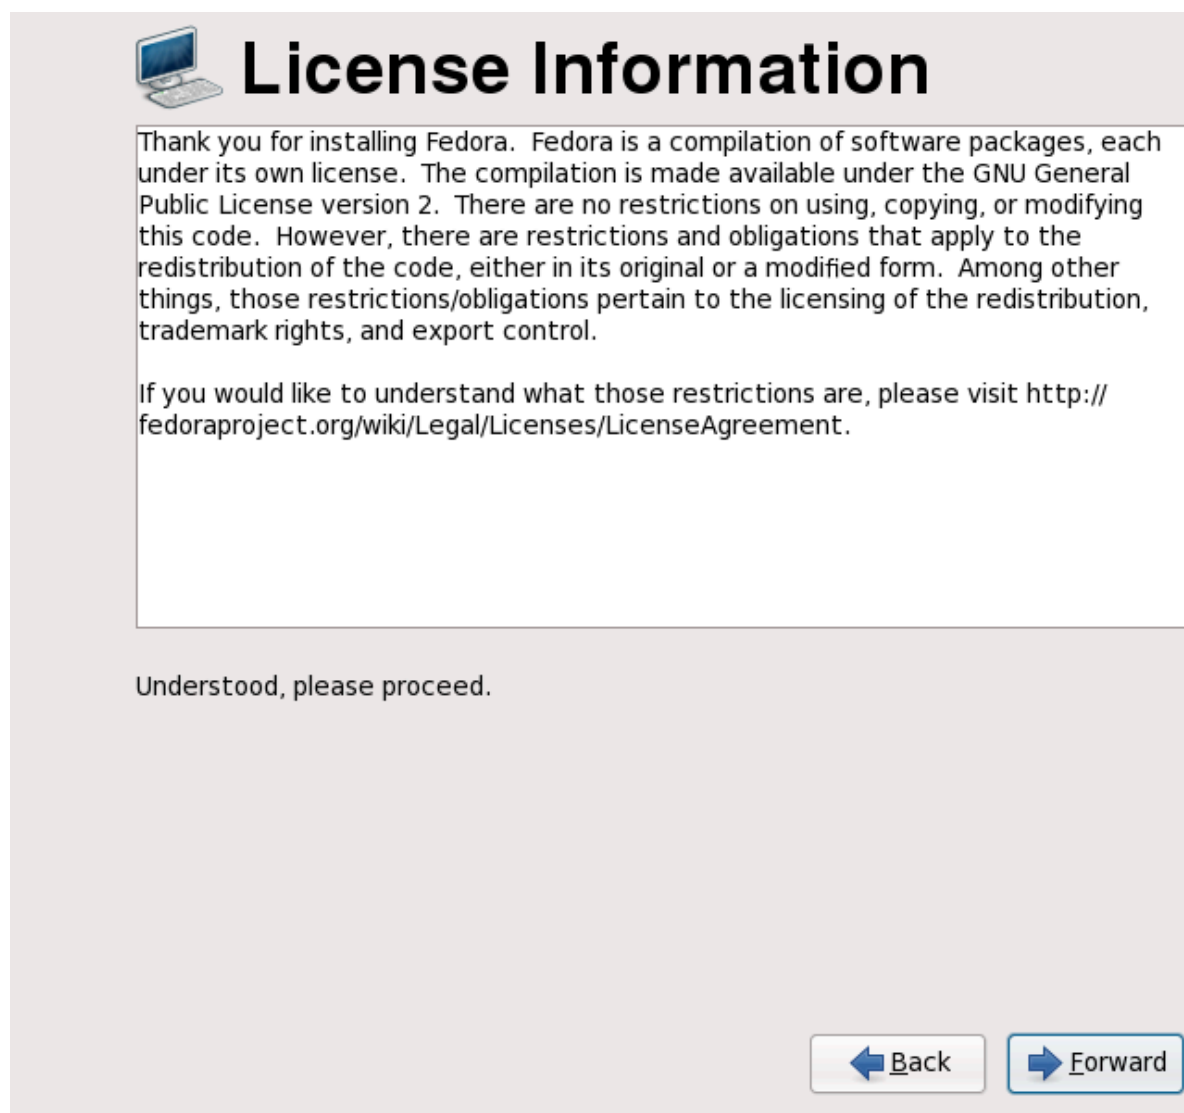 License Information
Thank you for installing Fedora.  Fedora is a compilation of software packages, each
under its own license.  The compilation is made available under the GNU General
Public License version 2.  There are no restrictions on using, copying, or modifying
this code.  However, there are restrictions and obligations that apply to the
redistribution of the code, either in its original or a modified form.  Among other
things, those restrictions/obligations pertain to the licensing of the redistribution,
trademark rights, and export control.
If you would like to understand what those restrictions are, please visit http://
fedoraproject.org/wiki/Legal/Licenses/LicenseAgreement.
Understood, please proceed.
Back
Forward